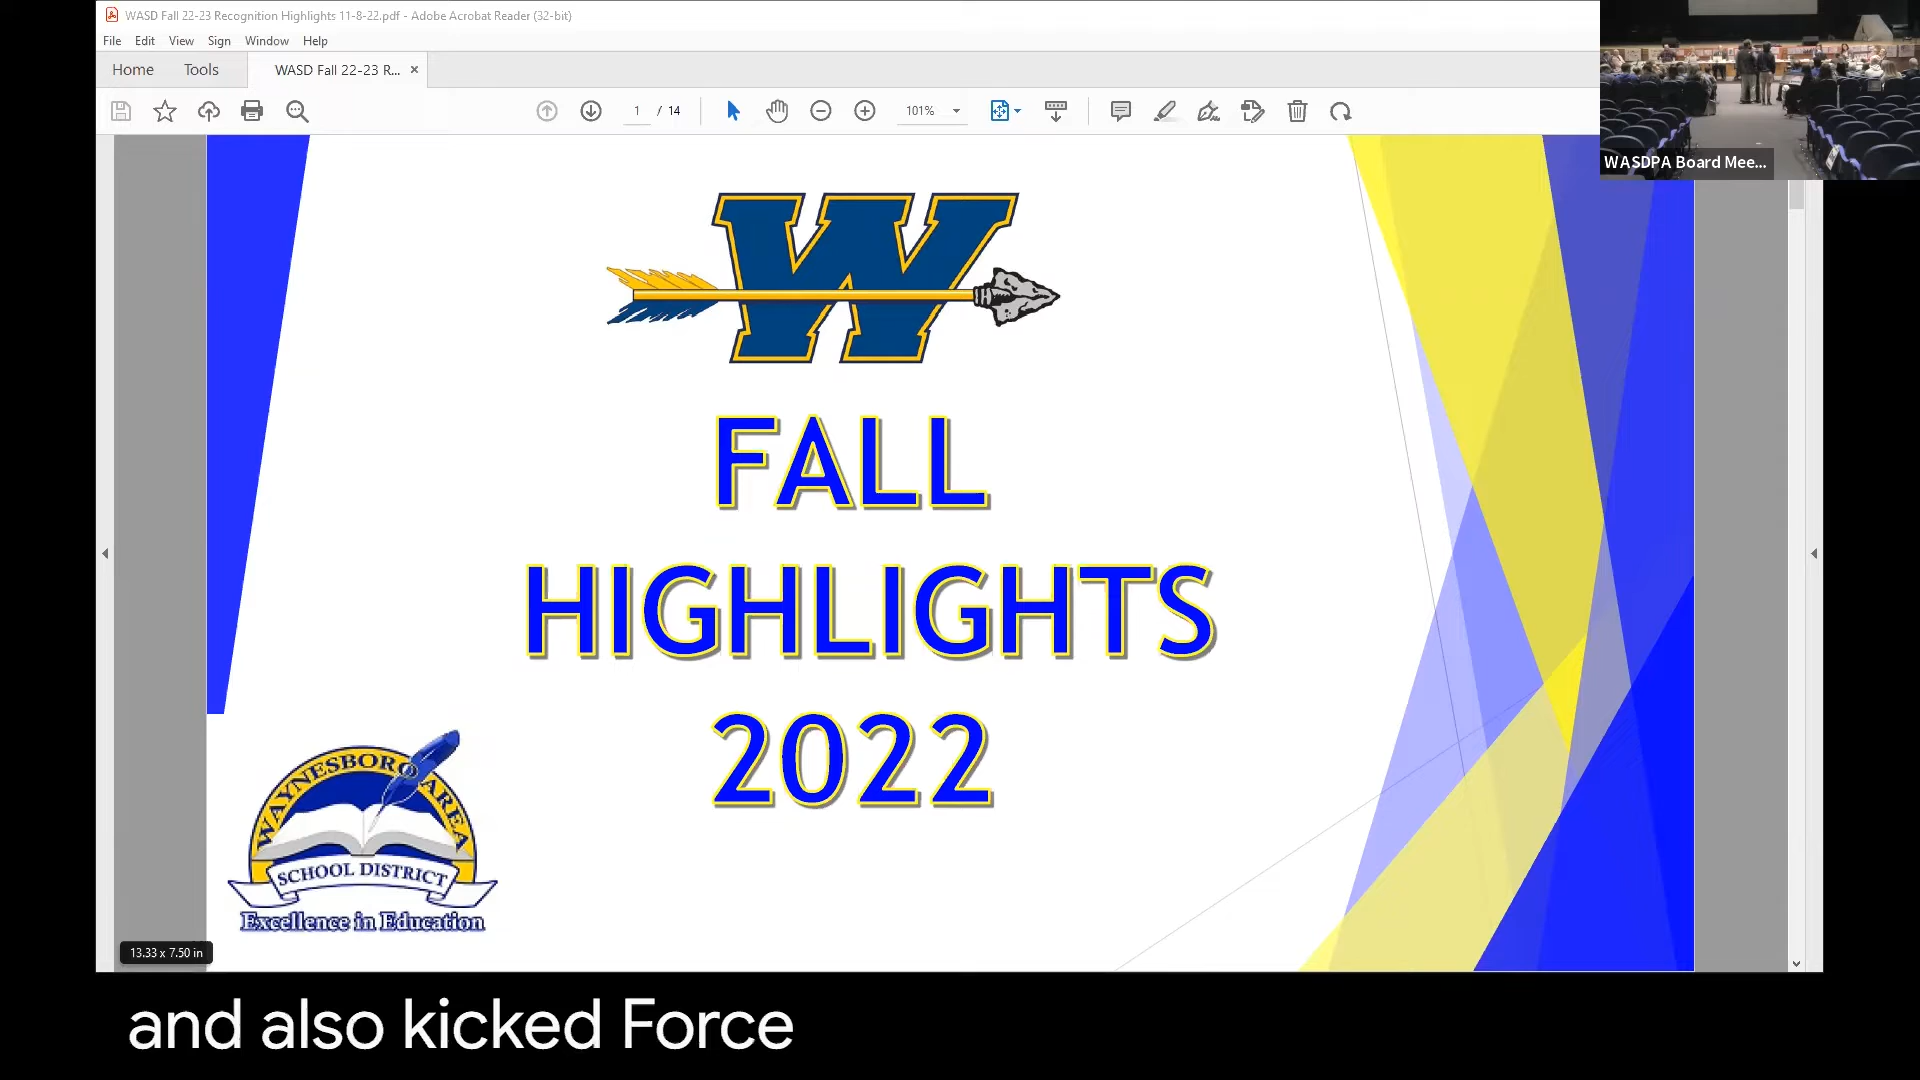 WASD Fall 22-23 Recognition Highlights 11-8-22.pdf - Adobe Acrobat Reader (32-bit)
File Edit View Sign Window Help
Home Tools WASD Fall 22-23 R... ×
1 / 14 101%
WASDPA Board Mee...
W
FALL
HIGHLIGHTS
2022
WAYNESBORO AREA
SCHOOL DISTRICT
Excellence in Education
13.33 x 7.50 in
and also kicked Force